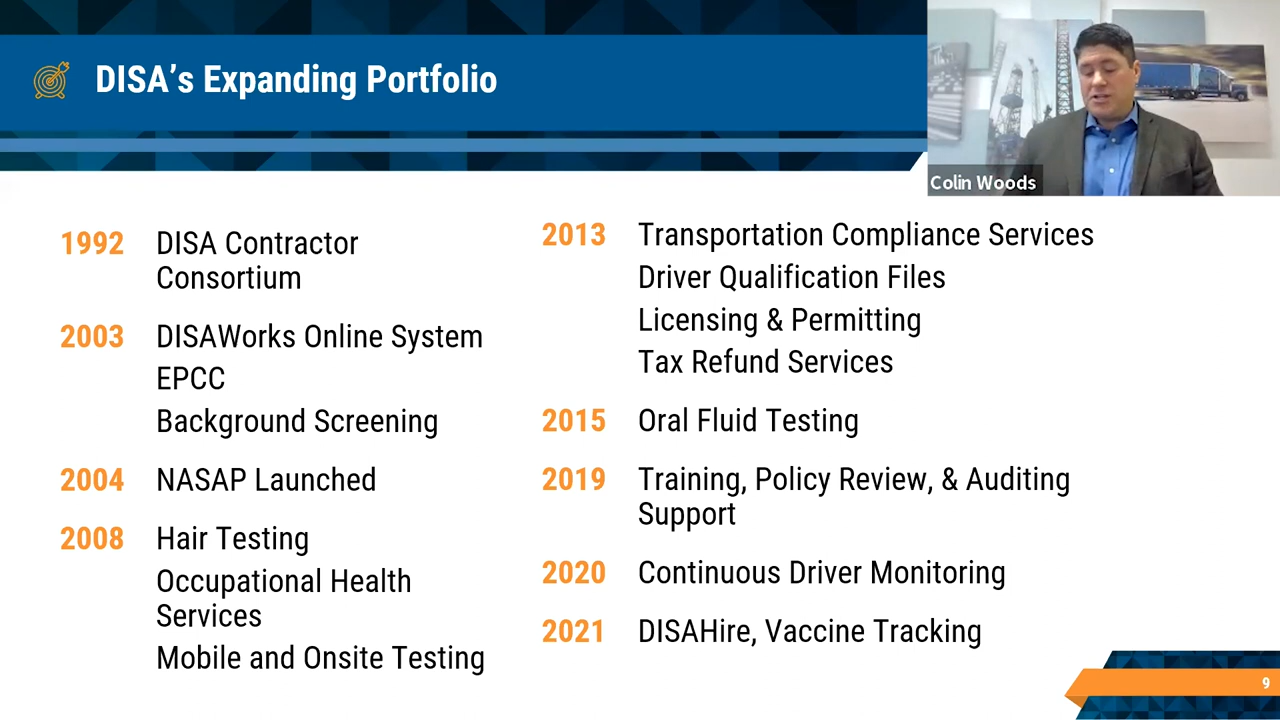 DISA's Expanding Portfolio
Colin Woods
1992 DISA Contractor
Consortium
2003 DISAWorks Online System
EPCC
Background Screening
2004 NASAP Launched
2008 Hair Testing
Occupational Health
Services
Mobile and Onsite Testing
2013 Transportation Compliance Services
Driver Qualification Files
Licensing & Permitting
Tax Refund Services
2015 Oral Fluid Testing
2019 Training, Policy Review, & Auditing
Support
2020 Continuous Driver Monitoring
2021 DISAHire, Vaccine Tracking
9